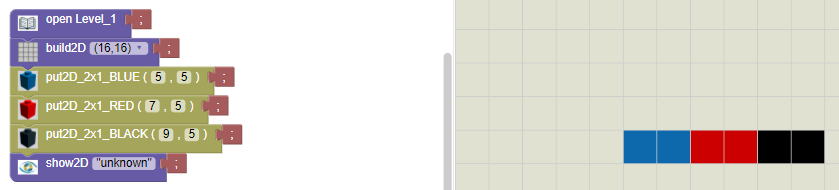 open Level_1 ;
build2D (16,16) ;
put2D_2x1_BLUE ( 5 , 5 ) ;
put2D_2x1_RED ( 7 , 5 ) ;
put2D_2x1_BLACK ( 9 , 5 ) ;
show2D "unknown" ;